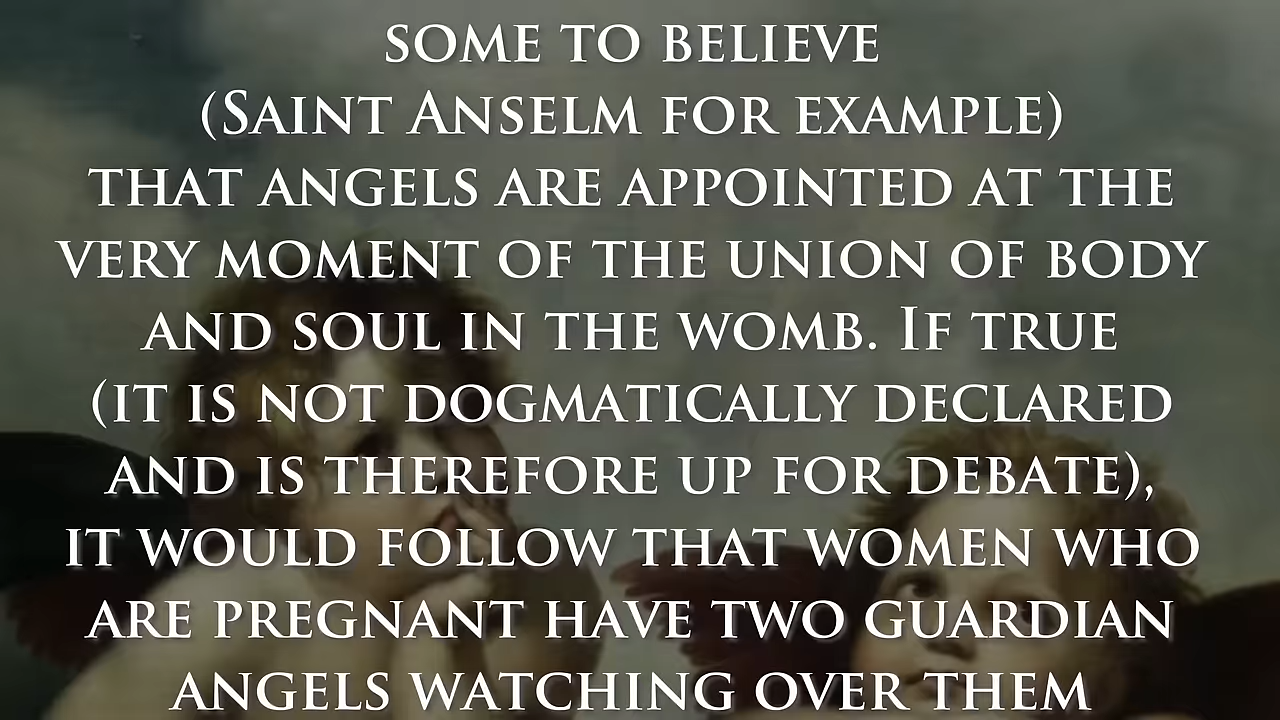 SOME TO BELIEVE
(SAINT ANSELM FOR EXAMPLE)
THAT ANGELS ARE APPOINTED AT THE
VERY MOMENT OF THE UNION OF BODY
AND SOUL IN THE WOMB. IF TRUE
(IT IS NOT DOGMATICALLY DECLARED
AND IS THEREFORE UP FOR DEBATE),
IT WOULD FOLLOW THAT WOMEN WHO
ARE PREGNANT HAVE TWO GUARDIAN
ANGELS WATCHING OVER THEM